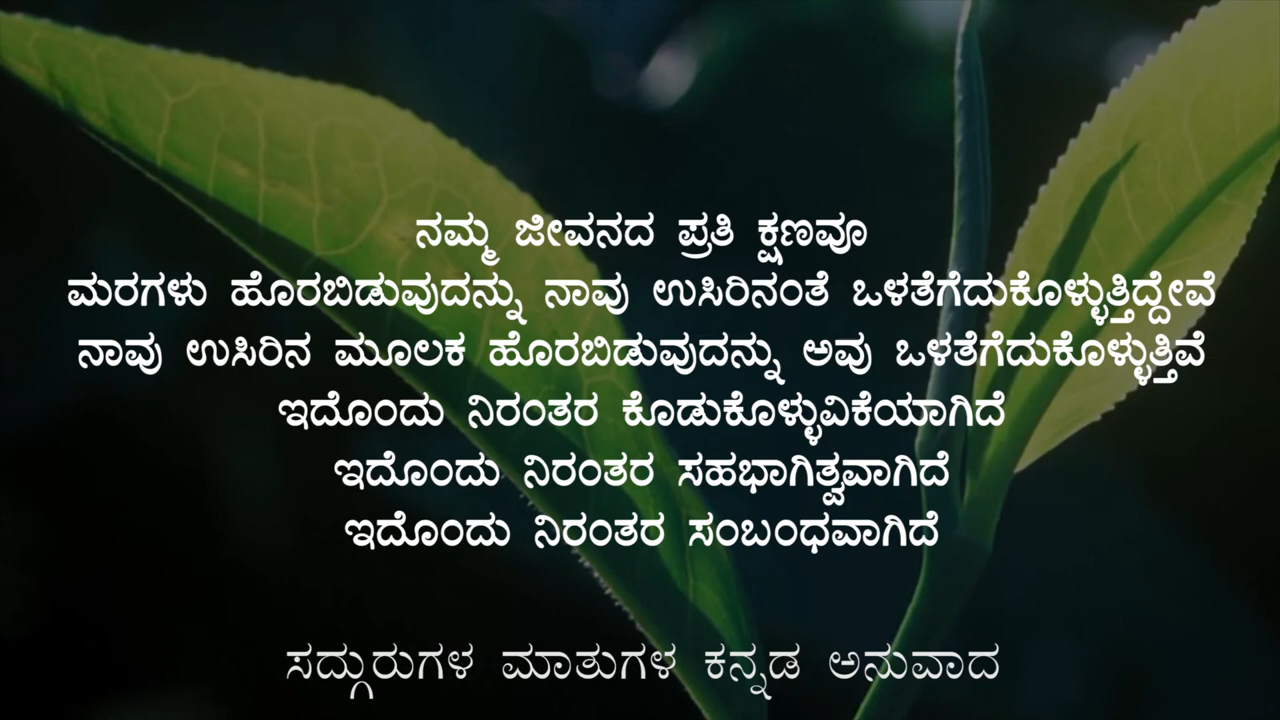 ನಮ್ಮ ಜೀವನದ ಪ್ರತಿ ಕ್ಷಣವೂ
ಮರಗಳು ಹೊರಬಿಡುವುದನ್ನು ನಾವು ಉಸಿರಿನಂತೆ ಒಳತೆಗೆದುಕೊಳ್ಳುತ್ತಿದ್ದೇವೆ
ನಾವು ಉಸಿರಿನ ಮೂಲಕ ಹೊರಬಿಡುವುದನ್ನು ಅವು ಒಳತೆಗೆದುಕೊಳ್ಳುತ್ತಿವೆ
ಇದೊಂದು ನಿರಂತರ ಕೊಡುಕೊಳ್ಳುವಿಕೆಯಾಗಿದೆ
ಇದೊಂದು ನಿರಂತರ ಸಹಭಾಗಿತ್ವವಾಗಿದೆ
ಇದೊಂದು ನಿರಂತರ ಸಂಬಂಧವಾಗಿದೆ
ಸದ್ಗುರುಗಳ ಮಾತುಗಳ ಕನ್ನಡ ಅನುವಾದ